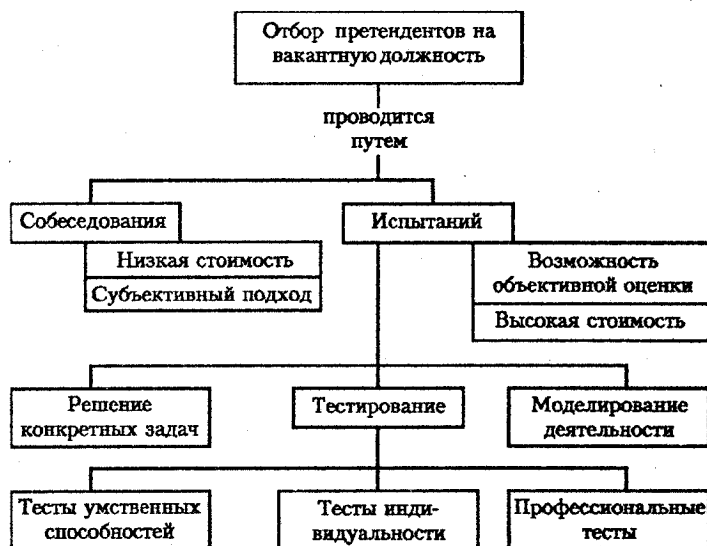 Отбор претендентов на
вакантную должность
проводится
путем
Собеседования
Испытаний
Низкая стоимость
Субъективный подход
Возможность
объективной оценки
Высокая стоимость
Решение
конкретных задач
Тестирование
Моделирование
деятельности
Тесты умственных
способностей
Тесты инди-
видуальности
Профессиональные
тесты